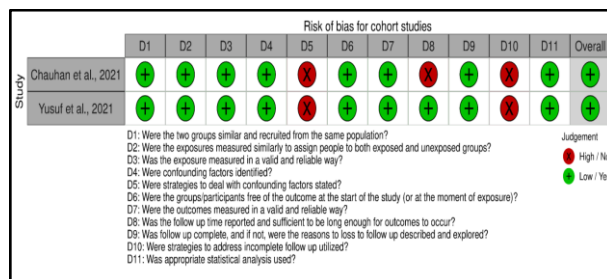 Risk of bias for cohort studies
D1 D2 D3 D4 D5 D6 D7 D8 D9 D10 D11 Overall
Study
Chauhan et al., 2021 + + + + X + + X + X + +
Yusuf et al., 2021 + + + + X + + + + X + +
D1: Were the two groups similar and recruited from the same population?
D2: Were the exposures measured similarly to assign people to both exposed and unexposed groups?
D3: Was the exposure measured in a valid and reliable way?
D4: Were confounding factors identified?
D5: Were strategies to deal with confounding factors stated?
D6: Were the groups/participants free of the outcome at the start of the study (or at the moment of exposure)?
D7: Were the outcomes measured in a valid and reliable way?
D8: Was the follow up time reported and sufficient to be long enough for outcomes to occur?
D9: Was follow up complete, and if not, were the reasons to loss to follow up described and explored?
D10: Were strategies to address incomplete follow up utilized?
D11: Was appropriate statistical analysis used?
Judgement
X High / N
+ Low / Ye